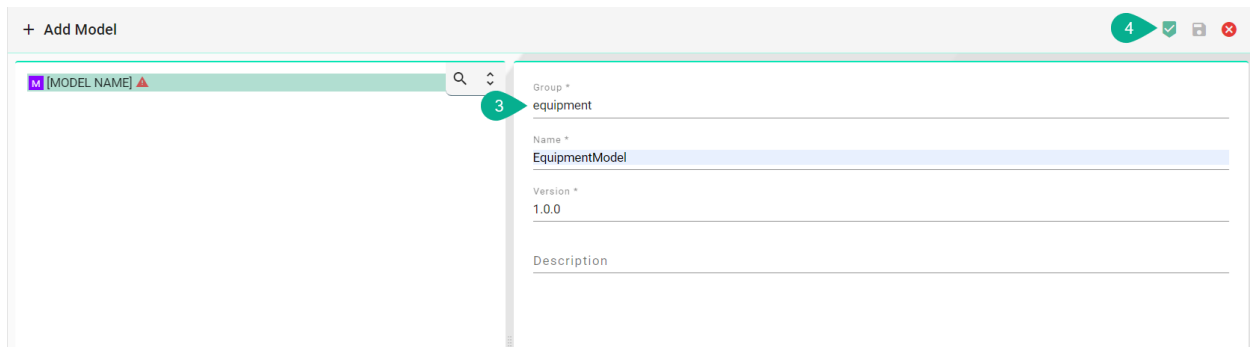 + Add Model
4
M [MODEL NAME]
3
Group *
equipment
Name *
EquipmentModel
Version *
1.0.0
Description